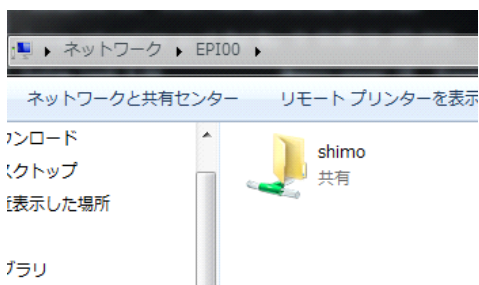 ネットワーク ▸ EPI00 ▸
ネットワークと共有センター リモート プリンターを表示
ウンロード
スクトップ
を表示した場所
ブラリ
shimo
共有